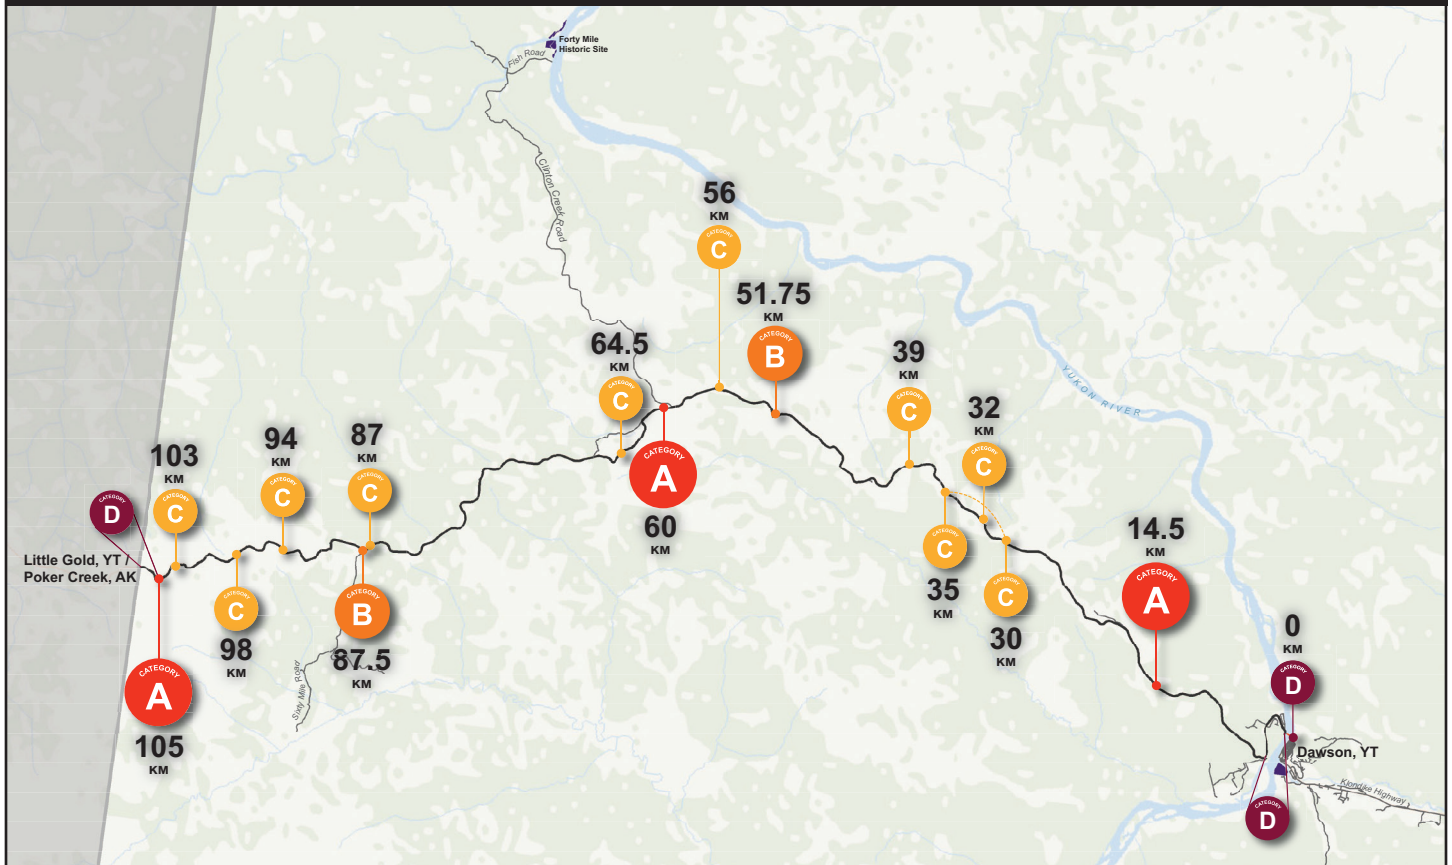 Forty Mile
Historic Site
Fish Road
Clinton Creek Road
56
KM
CATEGORY
C
51.75
KM
CATEGORY
B
64.5
KM
CATEGORY
C
39
KM
CATEGORY
C
YUKON RIVER
32
KM
CATEGORY
C
103
KM
CATEGORY
C
94
KM
CATEGORY
C
87
KM
CATEGORY
C
CATEGORY
A
60
KM
CATEGORY
D
Little Gold, YT /
Poker Creek, AK
CATEGORY
C
35
KM
CATEGORY
C
30
KM
14.5
KM
CATEGORY
A
CATEGORY
C
98
KM
CATEGORY
B
87.5
KM
Sixty Mile Road
CATEGORY
A
105
KM
0
KM
CATEGORY
D
Dawson, YT
Klondike Highway
CATEGORY
D